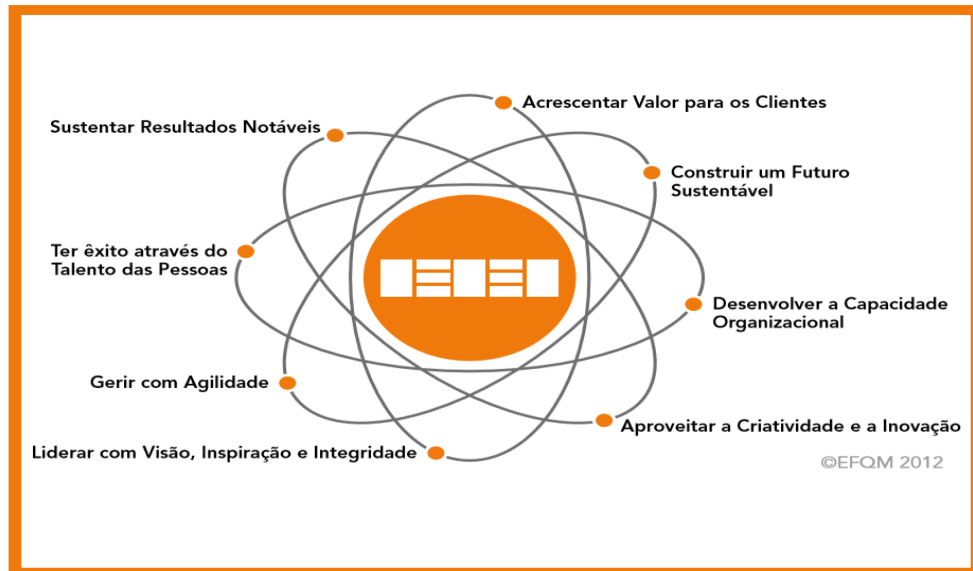 Acrescentar Valor para os Clientes
Sustentar Resultados Notáveis
Construir um Futuro
Sustentável
Ter êxito através do
Talento das Pessoas
Desenvolver a Capacidade
Organizacional
Gerir com Agilidade
Aproveitar a Criatividade e a Inovação
Liderar com Visão, Inspiração e Integridade
©EFQM 2012